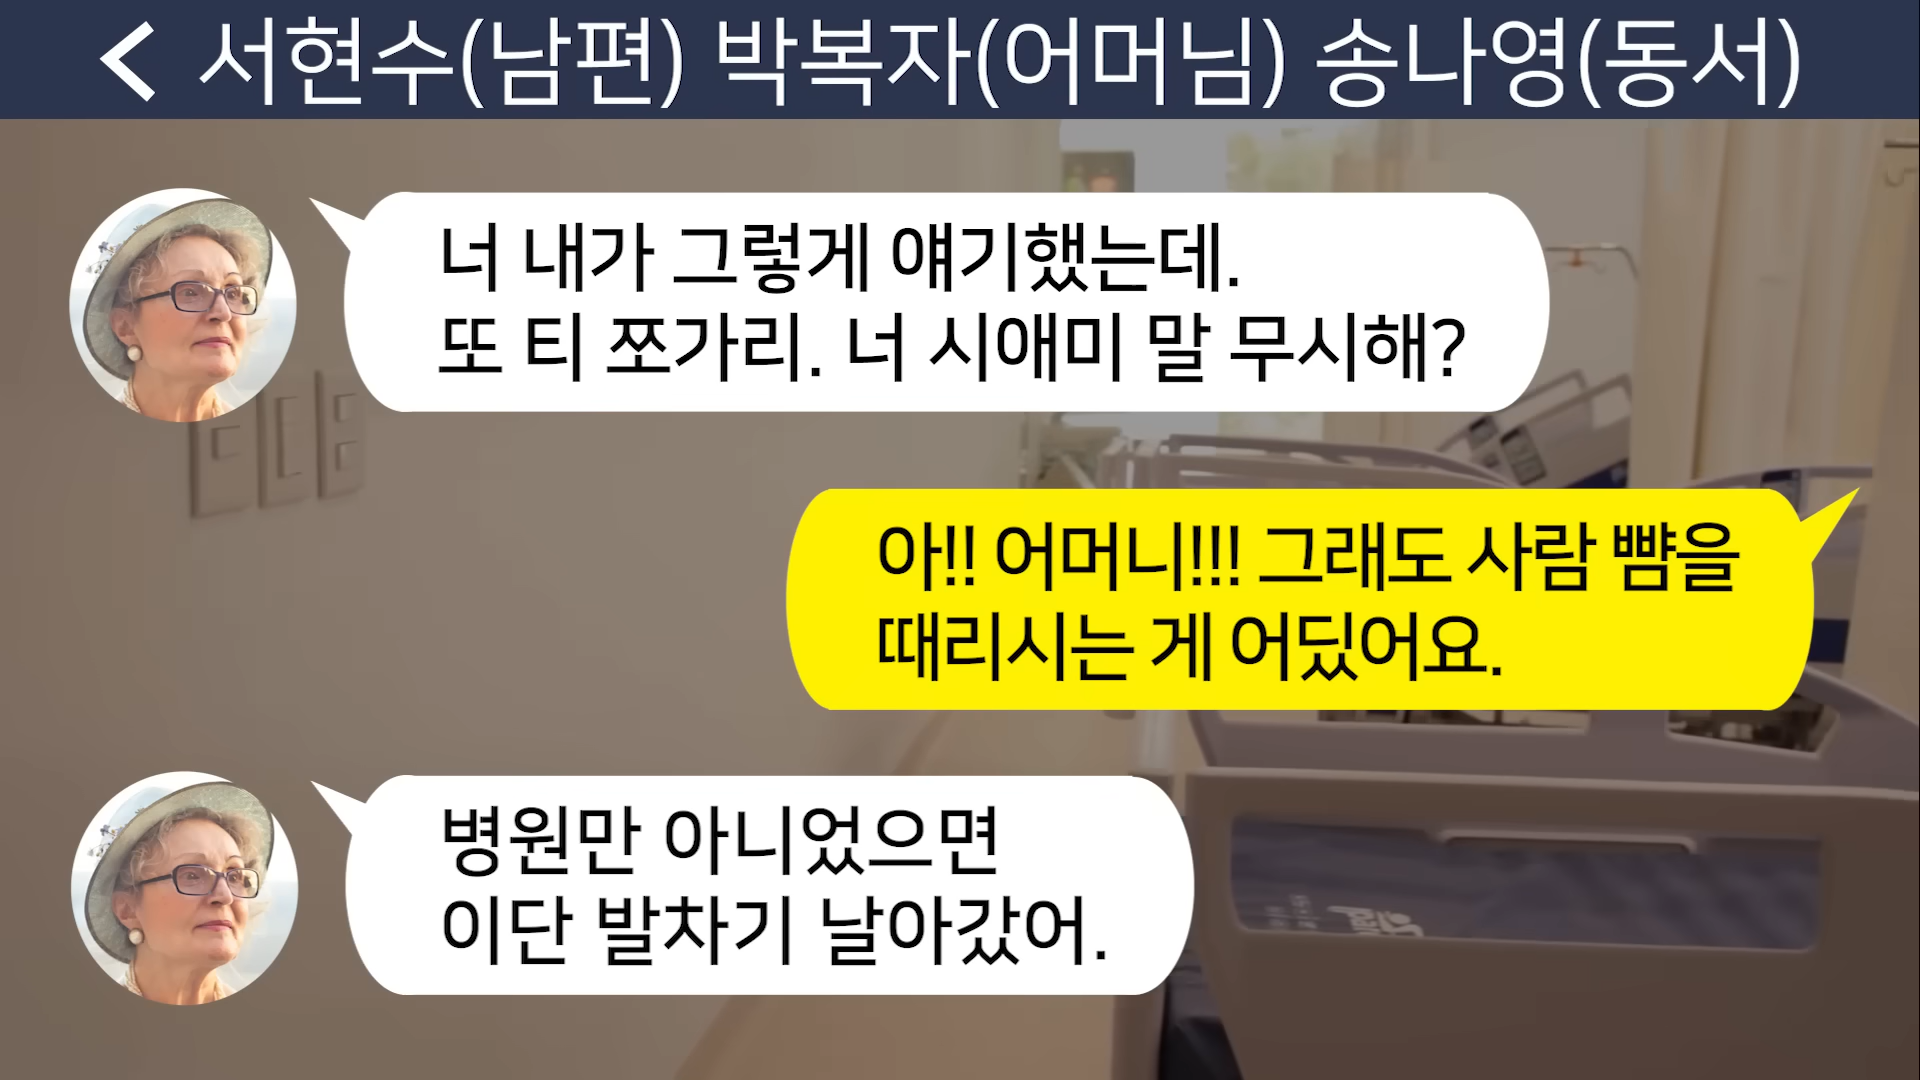 서현수(남편) 박복자(어머님) 송나영(동서)
너 내가 그렇게 얘기했는데.
또 티 쪼가리. 너 시애미 말 무시해?
아!! 어머니!!! 그래도 사람 뺨을
때리시는 게 어딨어요.
병원만 아니었으면
이단 발차기 날아갔어.